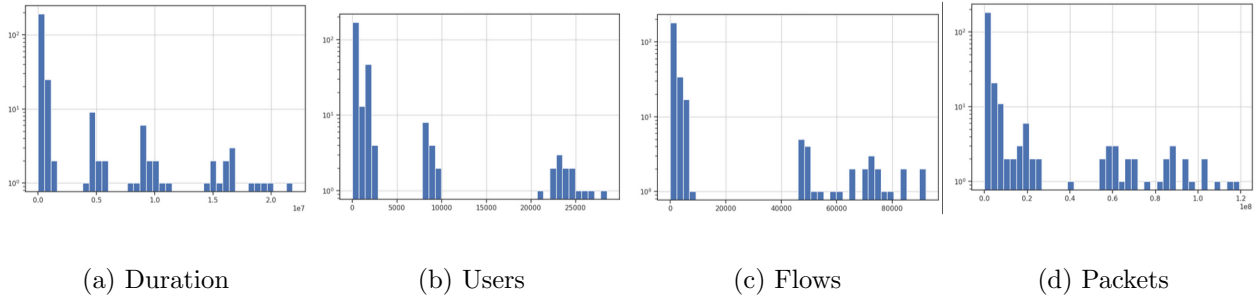 10²
10¹
10⁰
0.0 0.5 1.0 1.5 2.0
1e7
(a) Duration
10²
10¹
10⁰
0 5000 10000 15000 20000 25000
(b) Users
10²
10¹
10⁰
0 20000 40000 60000 80000
(c) Flows
10²
10¹
10⁰
0.0 0.2 0.4 0.6 0.8 1.0 1.2
1e8
(d) Packets